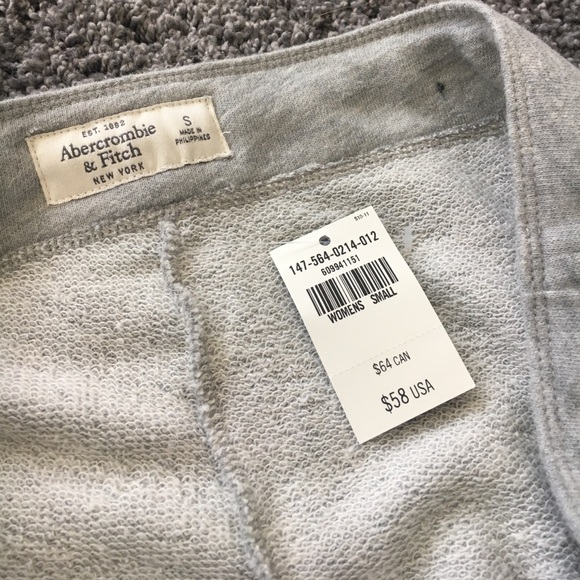 EST. 1892
Abercrombie
& Fitch
NEW YORK
S
MADE IN
PHILIPPINES
147-564-0214-012
609941151
WOMENS SMALL
$64 CAN
$58 USA